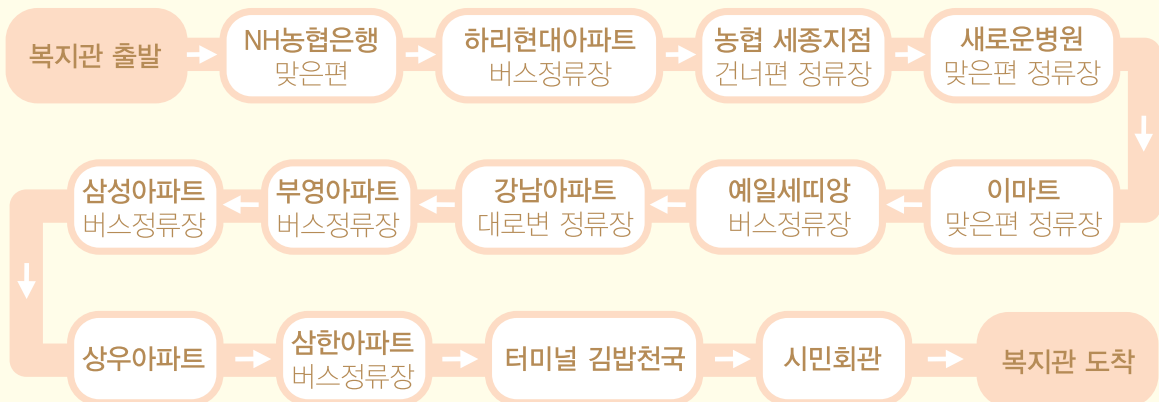 복지관 출발
NH농협은행
맞은편
하리현대아파트
버스정류장
농협 세종지점
건너편 정류장
새로운병원
맞은편 정류장
이마트
맞은편 정류장
예일세띠앙
버스정류장
강남아파트
대로변 정류장
부영아파트
버스정류장
삼성아파트
버스정류장
상우아파트
삼한아파트
버스정류장
터미널 김밥천국
시민회관
복지관 도착